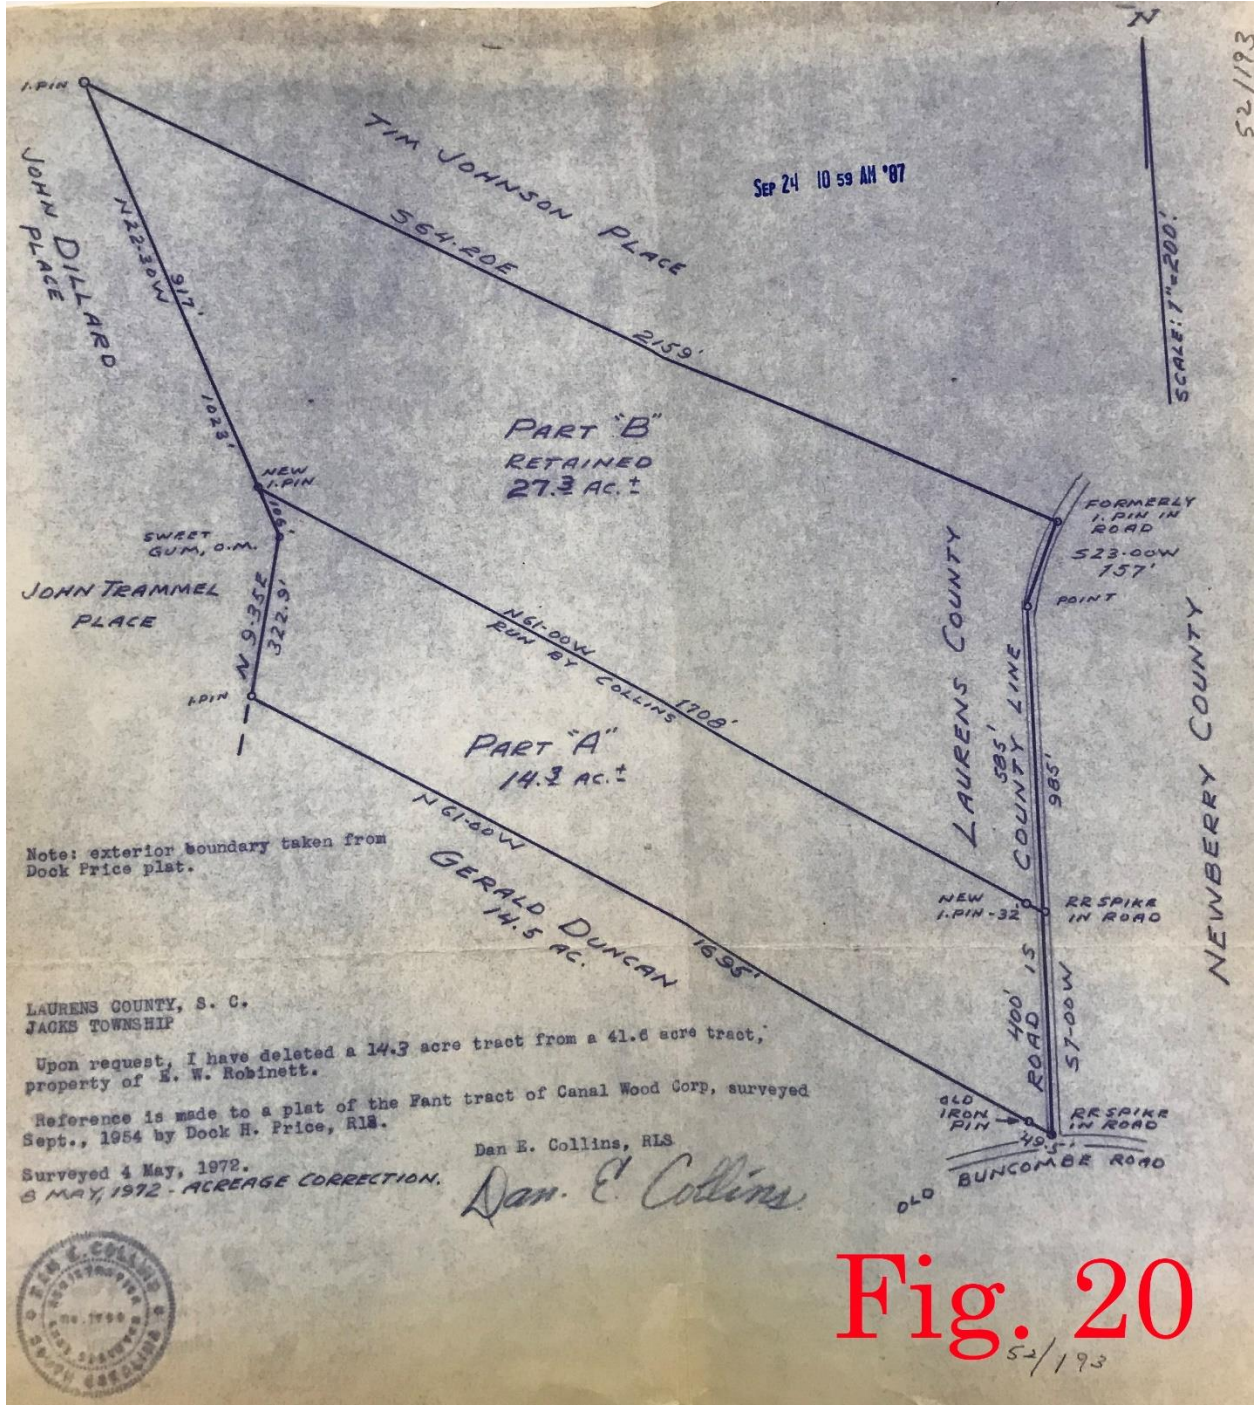 N
52/193
I.PIN
TIM JOHNSON PLACE
SEP 24 10 59 AM '87
JOHN DILLARD
PLACE
N22-30W
917'
S64-20E
2159'
SCALE: 1"=200'
1023'
PART "B"
RETAINED
27.3 AC.±
NEW
I.PIN
106'
SWEET
GUM, O.M.
FORMERLY
I.PIN IN
ROAD
S23-00W
157'
POINT
JOHN TRAMMEL
PLACE
N 9-35E
322.9'
N61-00W
RUN BY COLLINS
1708'
LAURENS COUNTY
585'
COUNTY LINE
985'
NEWBERRY COUNTY
I.PIN
PART "A"
14.3 AC.±
N61-00W
GERALD DUNCAN
14.5 AC.
1695'
NEW
I.PIN-32
RR SPIKE
IN ROAD
400'
ROAD IS
S7-00W
Note: exterior boundary taken from
Dock Price plat.
LAURENS COUNTY, S. C.
JACKS TOWNSHIP
Upon request, I have deleted a 14.3 acre tract from a 41.6 acre tract,
property of E. W. Robinett.
Reference is made to a plat of the Fant tract of Canal Wood Corp, surveyed
Sept., 1954 by Dock H. Price, RLS.
Surveyed 4 May, 1972.
8 MAY, 1972 - ACREAGE CORRECTION.
Dan E. Collins, RLS
Dan. E. Collins
OLD
IRON
PIN
49.5'
RR SPIKE
IN ROAD
OLD BUNCOMBE ROAD
DAN E. COLLINS
SOUTH CAROLINA
Fig. 20
52/193